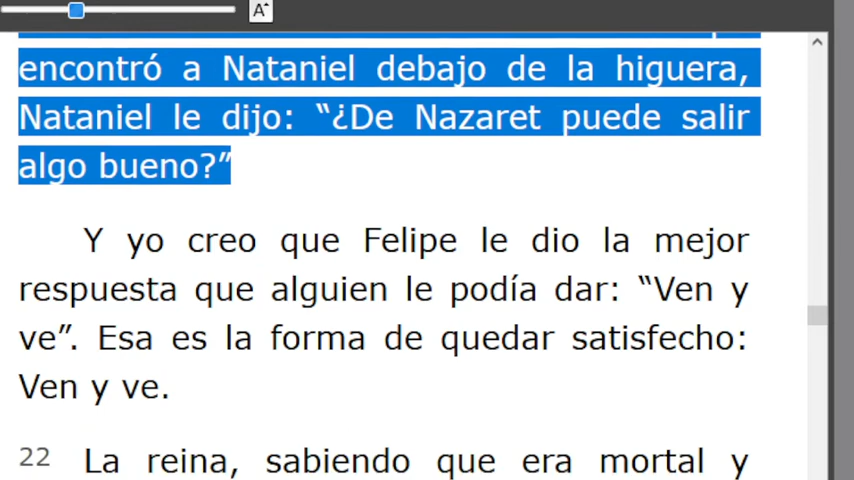 A
encontró a Nataniel debajo de la higuera,
Nataniel le dijo: “¿De Nazaret puede salir
algo bueno?”
Y yo creo que Felipe le dio la mejor
respuesta que alguien le podía dar: “Ven y
ve”. Esa es la forma de quedar satisfecho:
Ven y ve.
22 La reina, sabiendo que era mortal y